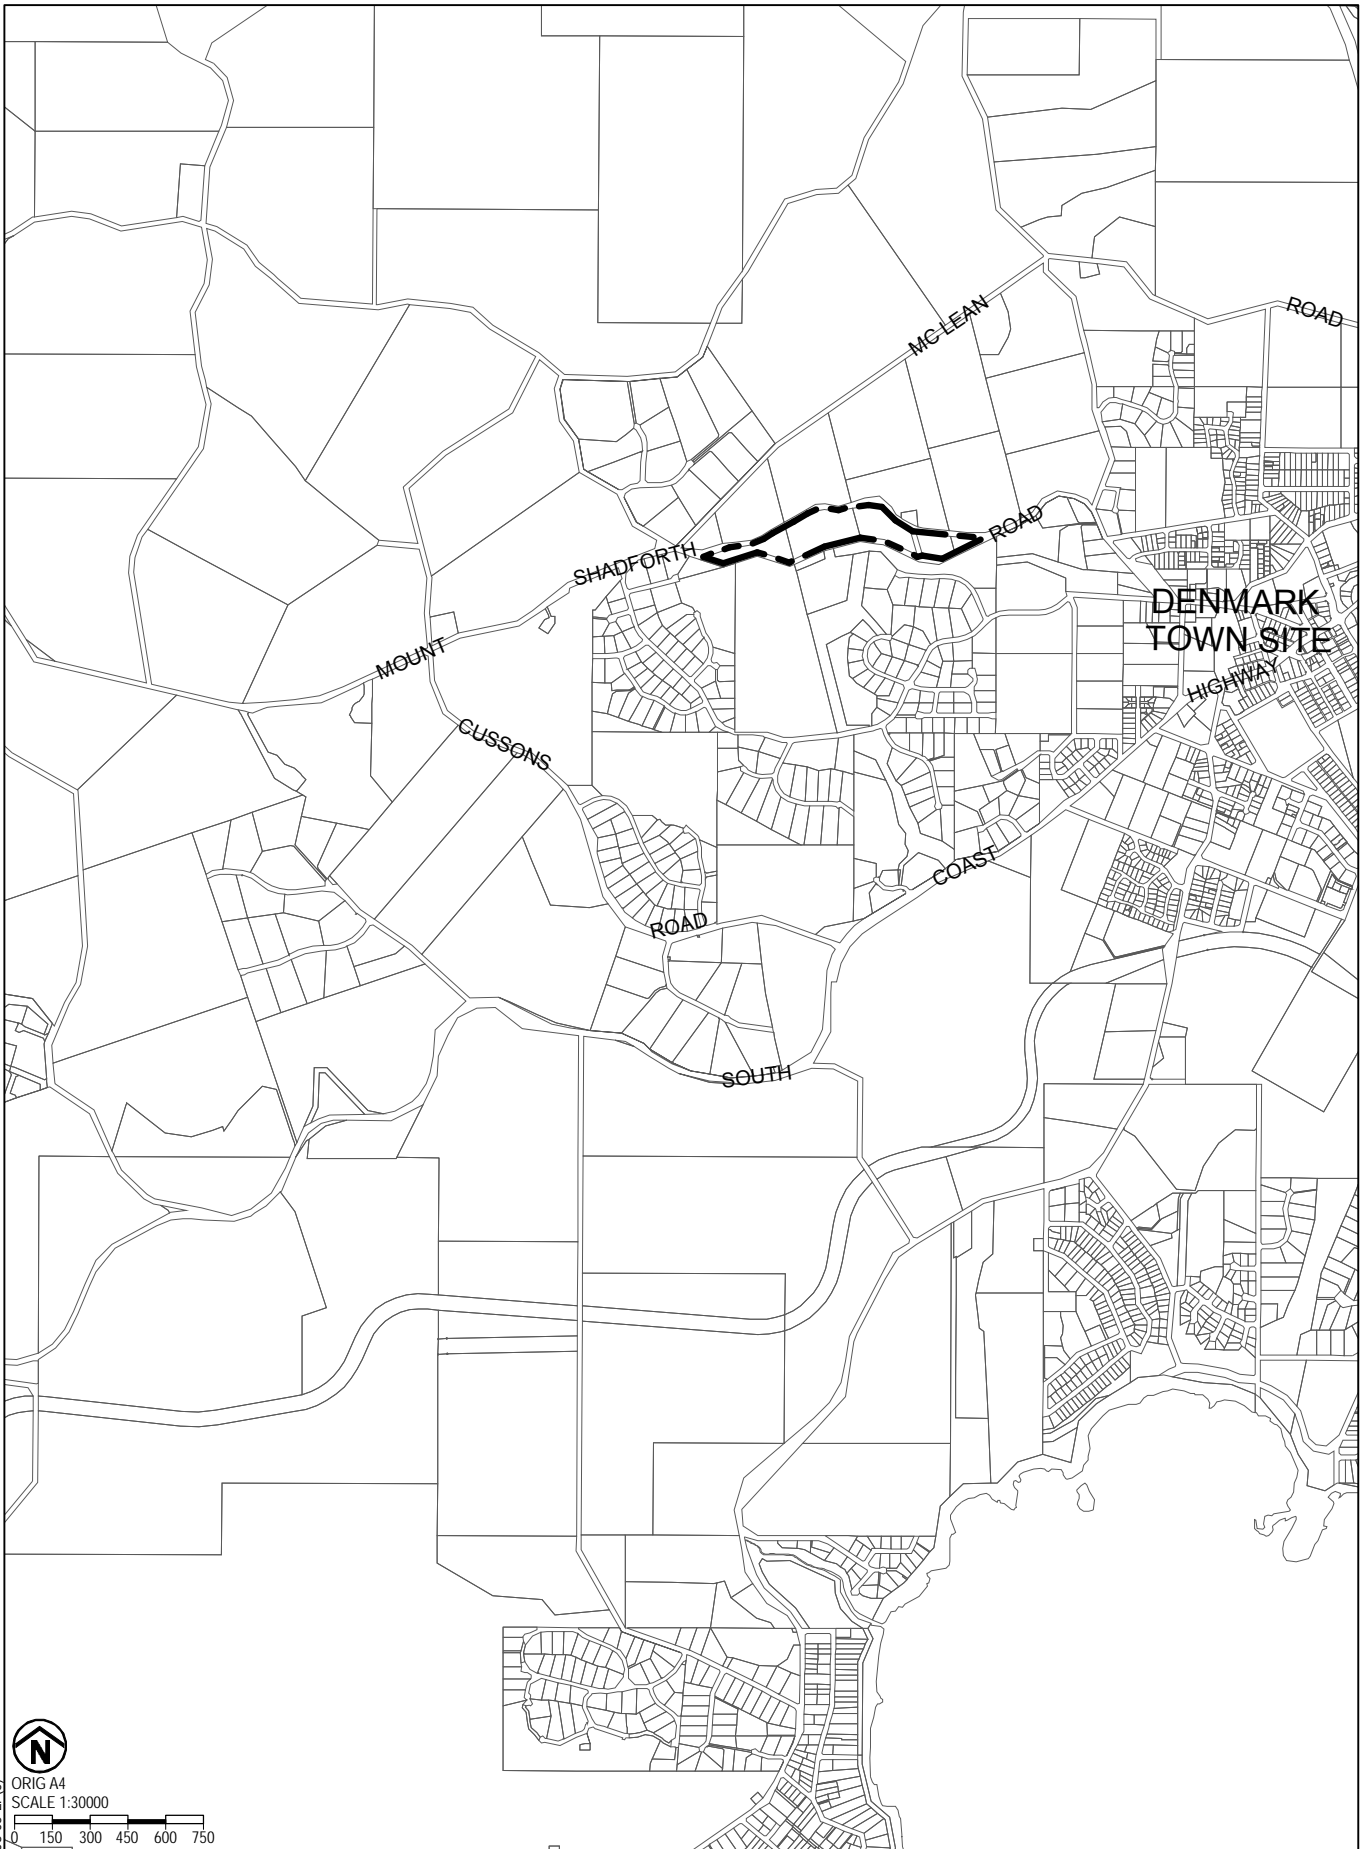 ROAD
MC LEAN
ROAD
SHADFORTH
DENMARK
TOWN SITE
MOUNT
HIGHWAY
CUSSONS
COAST
ROAD
SOUTH
N
ORIG A4
SCALE 1:30000
0 150 300 450 600 750